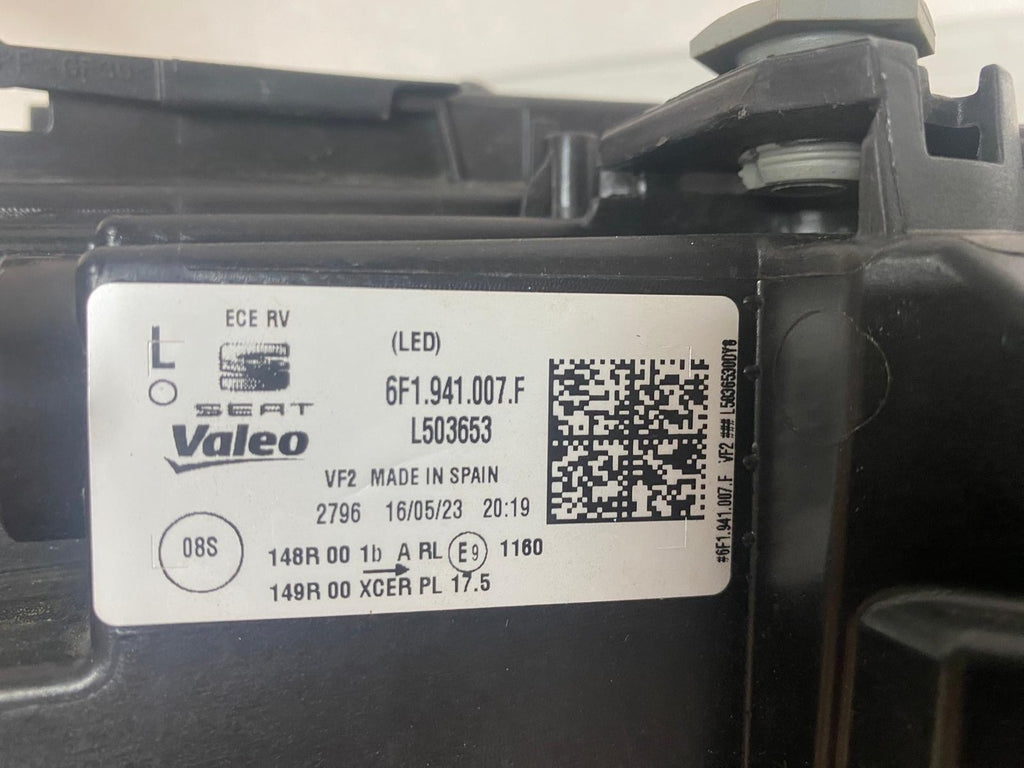 L
ECE RV
SEAT
Valeo
(LED)
6F1.941.007.F
L503653
VF2 MADE IN SPAIN
2796 16/05/23 20:19
08S
148R 00 1b A RL E9 1160
149R 00 XCER PL 17.5
#6F1.941.007.F VF2 ### L5036530DY8